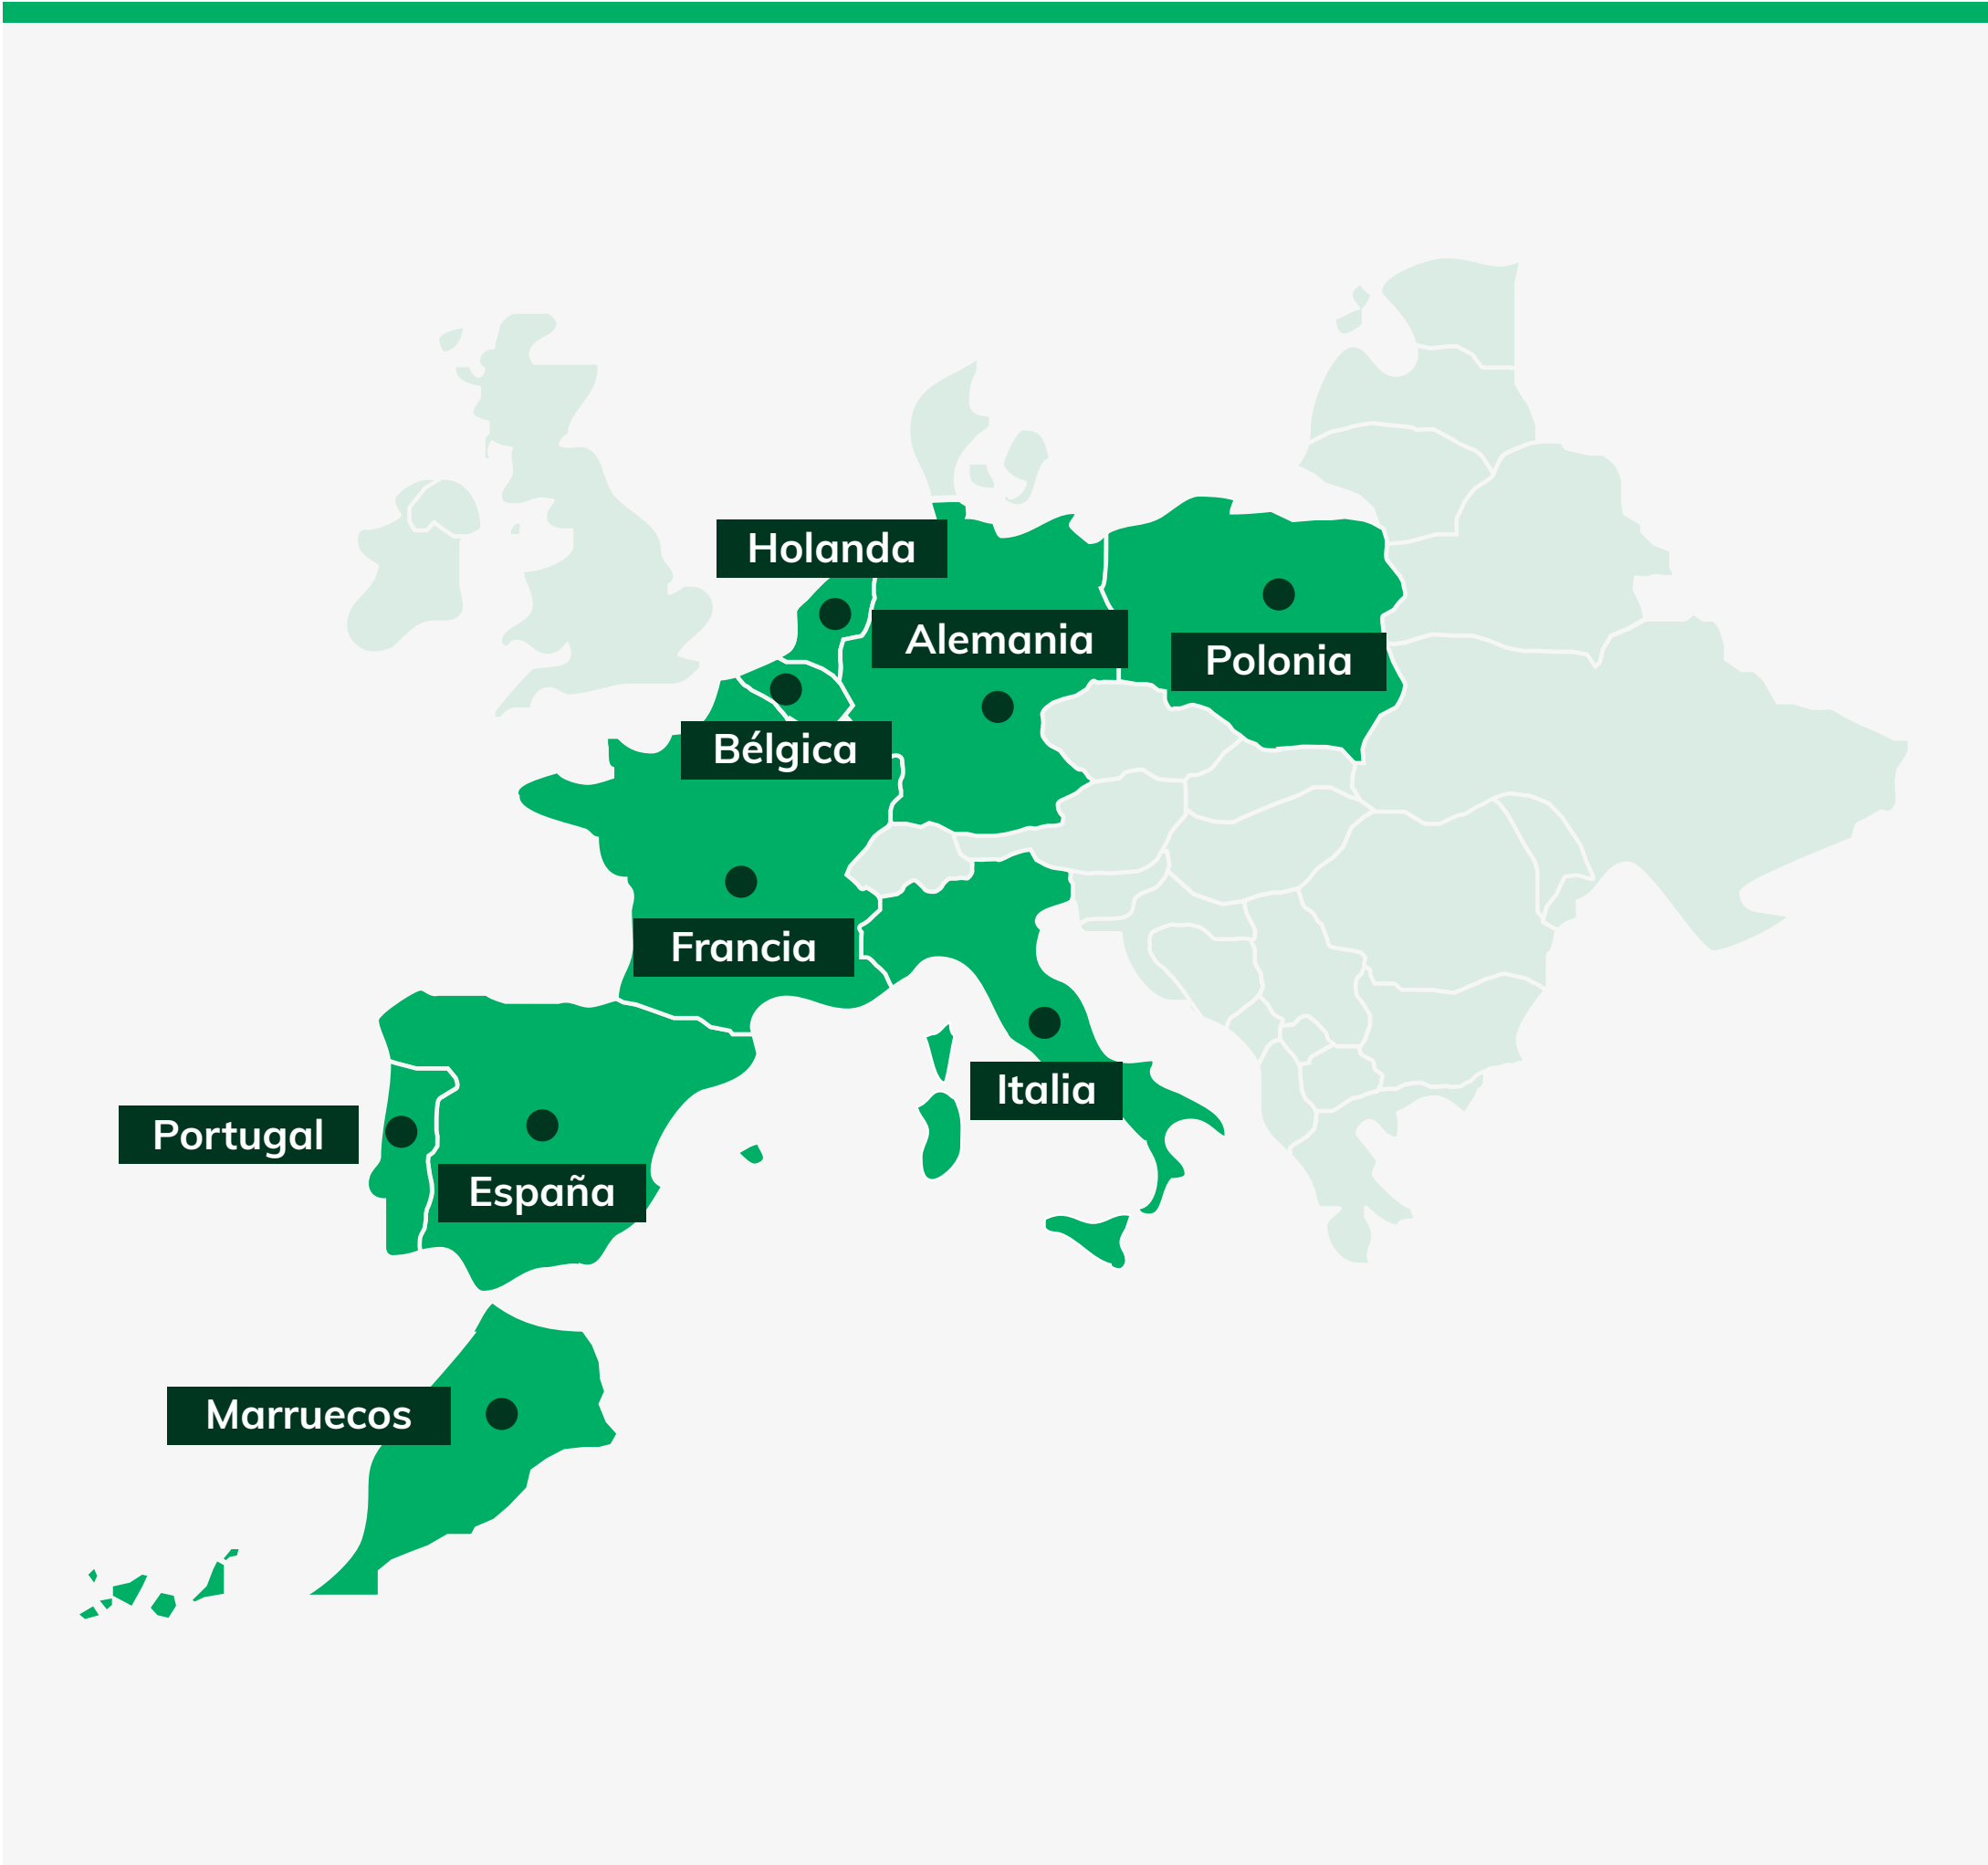 Holanda
Alemania
Polonia
Bélgica
Francia
Italia
Portugal
España
Marruecos